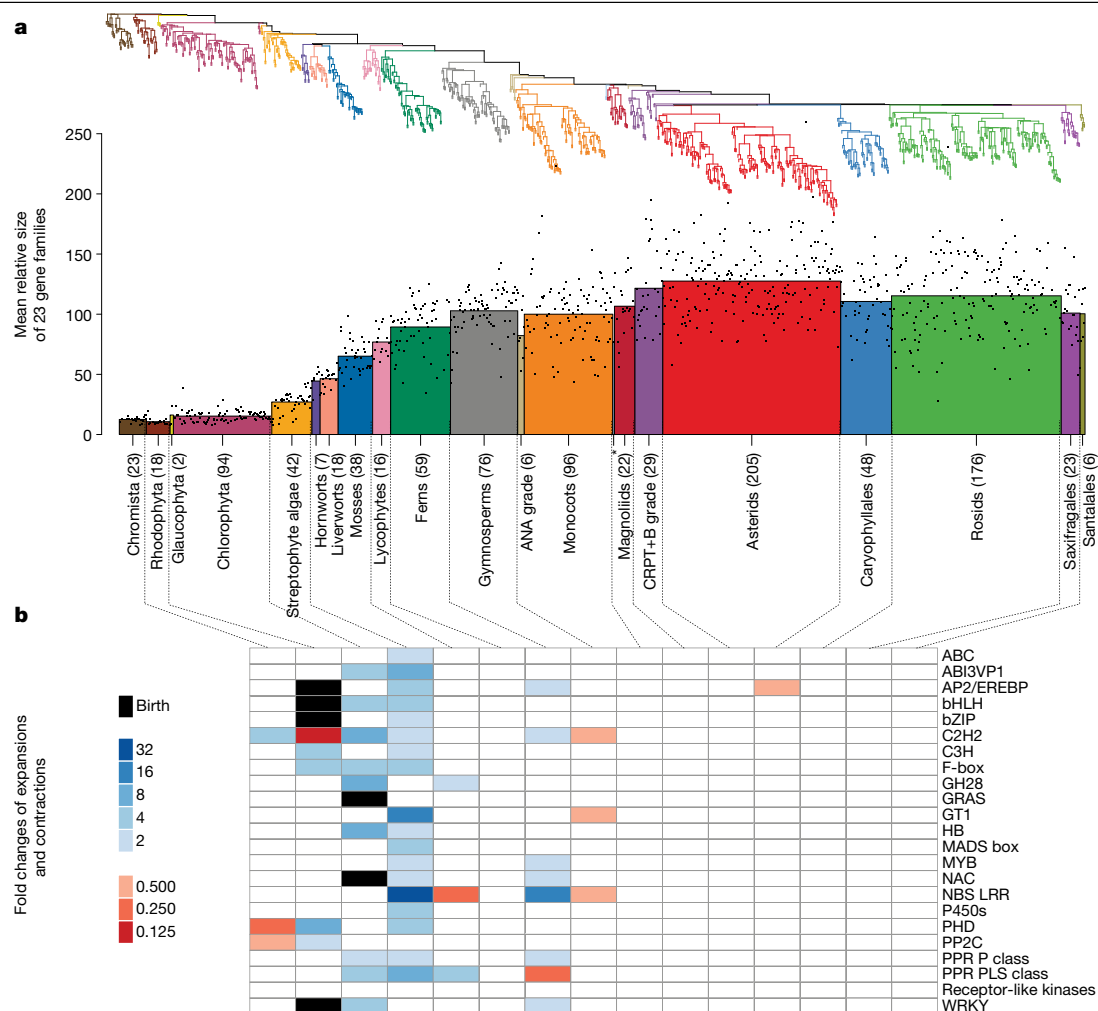 a
250
200
150
100
50
0
Mean relative size
of 23 gene families
Chromista (23)
Rhodophyta (18)
Glaucophyta (2)
Chlorophyta (94)
Streptophyte algae (42)
Hornworts (7)
Liverworts (18)
Mosses (38)
Lycophytes (16)
Ferns (59)
Gymnosperms (76)
ANA grade (6)
Monocots (96)
*
Magnoliids (22)
CRPT+B grade (29)
Asterids (205)
Caryophyllales (48)
Rosids (176)
Saxifragales (23)
Santalales (6)
b
Fold changes of expansions
and contractions
Birth
32
16
8
4
2
0.500
0.250
0.125
ABC
ABI3VP1
AP2/EREBP
bHLH
bZIP
C2H2
C3H
F-box
GH28
GRAS
GT1
HB
MADS box
MYB
NAC
NBS LRR
P450s
PHD
PP2C
PPR P class
PPR PLS class
Receptor-like kinases
WRKY